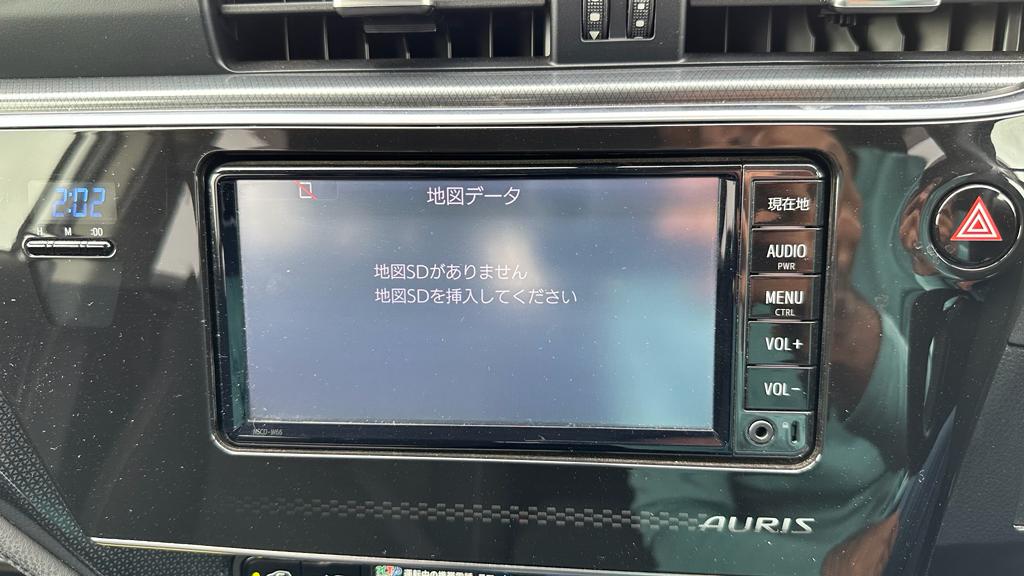 2:02
H M :00
地図データ
地図SDがありません
地図SDを挿入してください
現在地
AUDIO
PWR
MENU
CTRL
VOL+
VOL-
NSCD-W66
AURIS